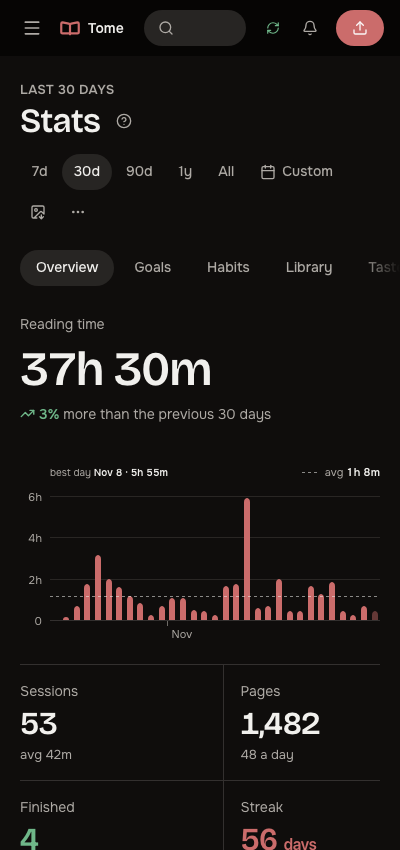 Tome
LAST 30 DAYS
Stats
7d 30d 90d 1y All Custom
Overview Goals Habits Library Tast
Reading time
37h 30m
3% more than the previous 30 days
best day Nov 8 · 5h 55m avg 1h 8m
6h
4h
2h
0
Nov
Sessions Pages
53 1,482
avg 42m 48 a day
Finished Streak
4 56 days